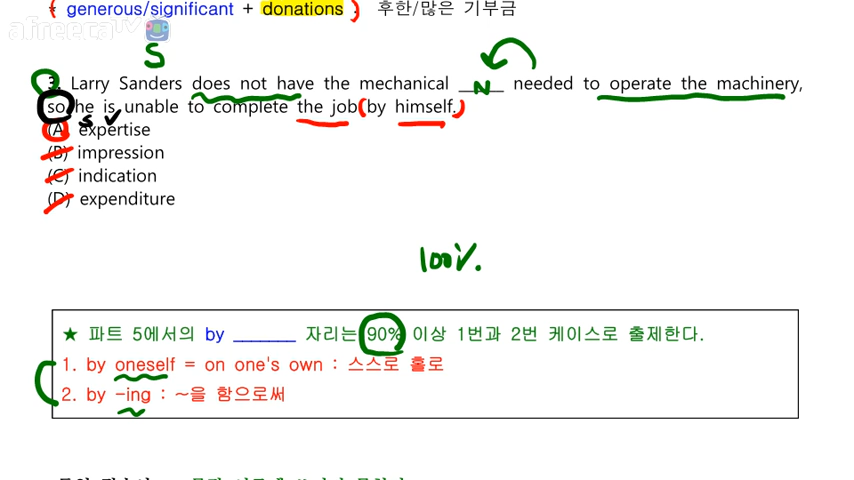 afreecaTV
* ( generous/significant + donations ) 후한/많은 기부금
S
3. Larry Sanders does not have the mechanical _____ needed to operate the machinery,
N
so he is unable to complete the job (by himself.)
S V
(A) expertise
(B) impression
(C) indication
(D) expenditure
100%.
★ 파트 5에서의 by _______ 자리는 90% 이상 1번과 2번 케이스로 출제한다.
1. by oneself = on one's own : 스스로 홀로
2. by -ing : ~을 함으로써